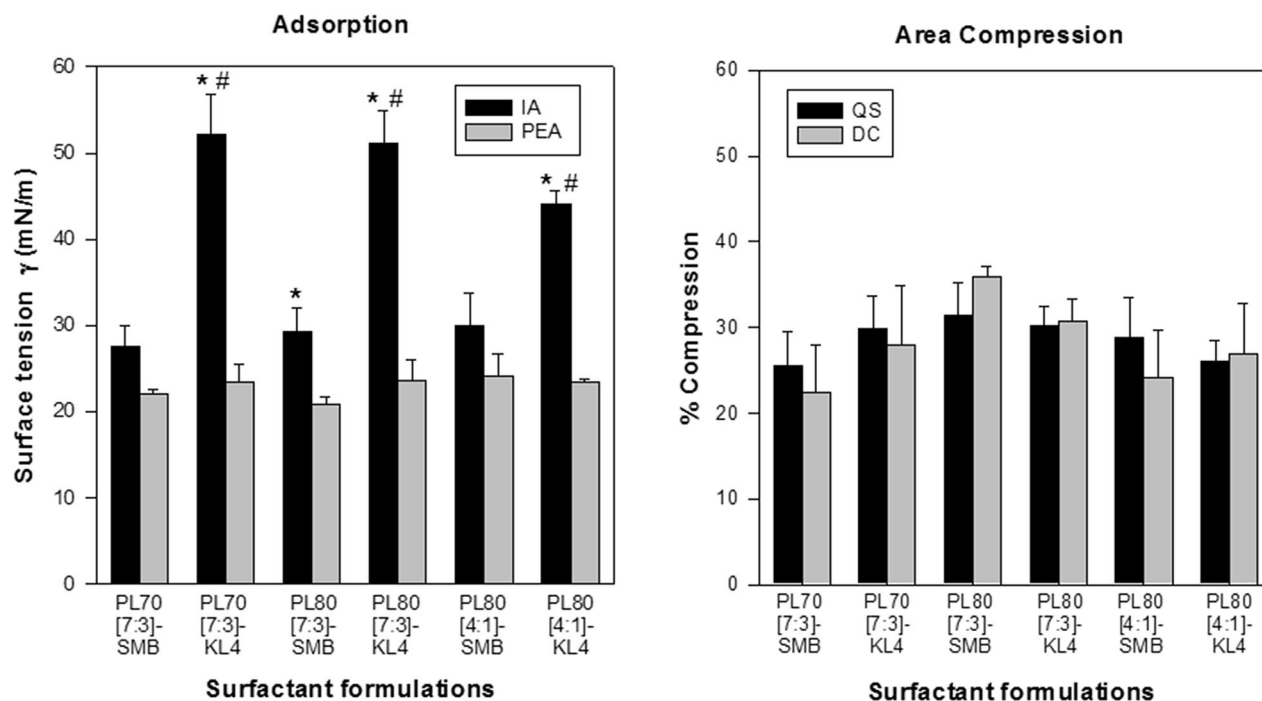 Adsorption
Surface tension γ (mN/m)
60
50
40
30
20
10
0
IA
PEA
* #
* #
* #
*
PL70
[7:3]-
SMB
PL70
[7:3]-
KL4
PL80
[7:3]-
SMB
PL80
[7:3]-
KL4
PL80
[4:1]-
SMB
PL80
[4:1]-
KL4
Surfactant formulations
Area Compression
% Compression
60
50
40
30
20
10
0
QS
DC
PL70
[7:3]-
SMB
PL70
[7:3]-
KL4
PL80
[7:3]-
SMB
PL80
[7:3]-
KL4
PL80
[4:1]-
SMB
PL80
[4:1]-
KL4
Surfactant formulations